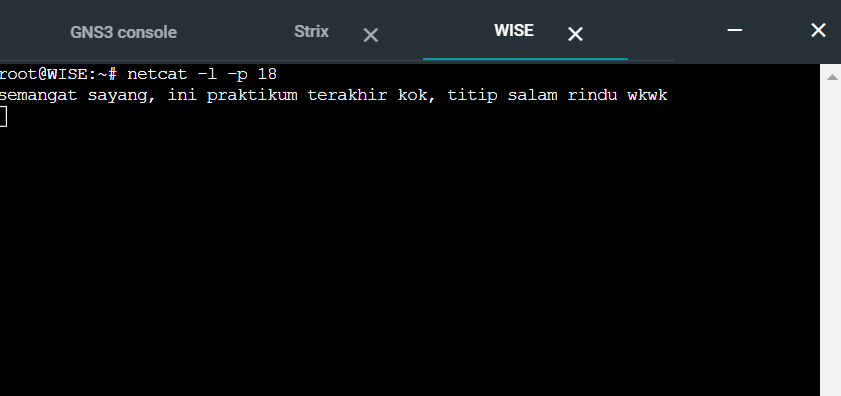 GNS3 console Strix WISE
root@WISE:~# netcat -l -p 18
semangat sayang, ini praktikum terakhir kok, titip salam rindu wkwk